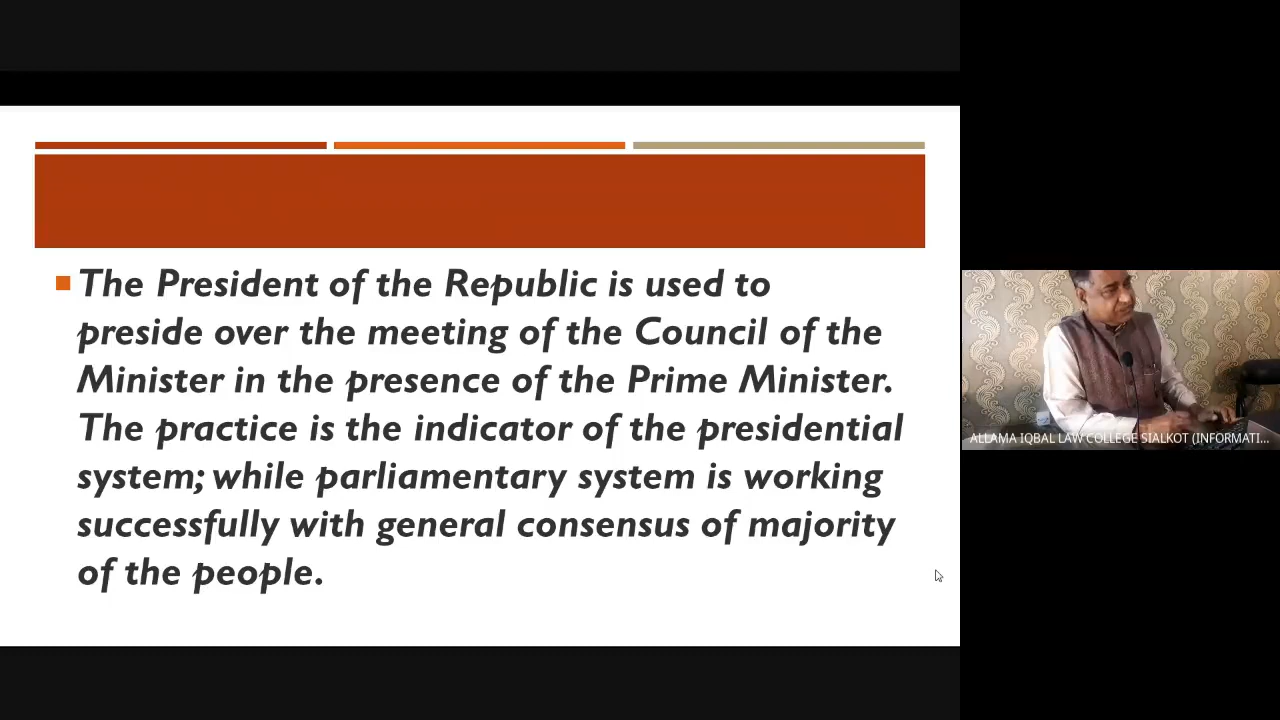 The President of the Republic is used to
preside over the meeting of the Council of the
Minister in the presence of the Prime Minister.
The practice is the indicator of the presidential
system; while parliamentary system is working
successfully with general consensus of majority
of the people.
ALLAMA IQBAL LAW COLLEGE SIALKOT (INFORMATI...